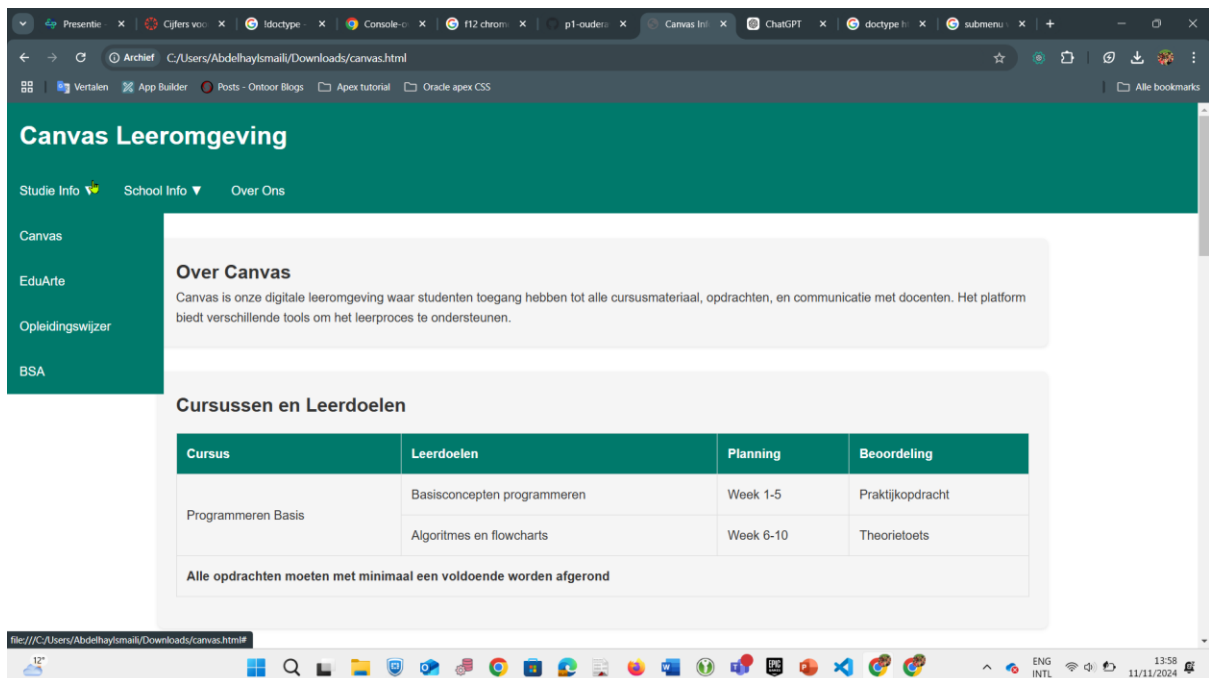 Presentie -
Cijfers voo
!doctype -
Console-o
f12 chrom
p1-oudera
Canvas Inf
ChatGPT
doctype h
submenu
Archief C:/Users/AbdelhayIsmaili/Downloads/canvas.html
Vertalen App Builder Posts - Ontoor Blogs Apex tutorial Oracle apex CSS Alle bookmarks
Canvas Leeromgeving
Studie Info School Info ▼ Over Ons
Canvas
EduArte
Opleidingswijzer
BSA
Over Canvas
Canvas is onze digitale leeromgeving waar studenten toegang hebben tot alle cursusmateriaal, opdrachten, en communicatie met docenten. Het platform
biedt verschillende tools om het leerproces te ondersteunen.
Cursussen en Leerdoelen
Cursus Leerdoelen Planning Beoordeling
Programmeren Basis
Basisconcepten programmeren Week 1-5 Praktijkopdracht
Algoritmes en flowcharts Week 6-10 Theorietoets
Alle opdrachten moeten met minimaal een voldoende worden afgerond
file:///C:/Users/AbdelhayIsmaili/Downloads/canvas.html#
12°
ENG
INTL
13:58
11/11/2024